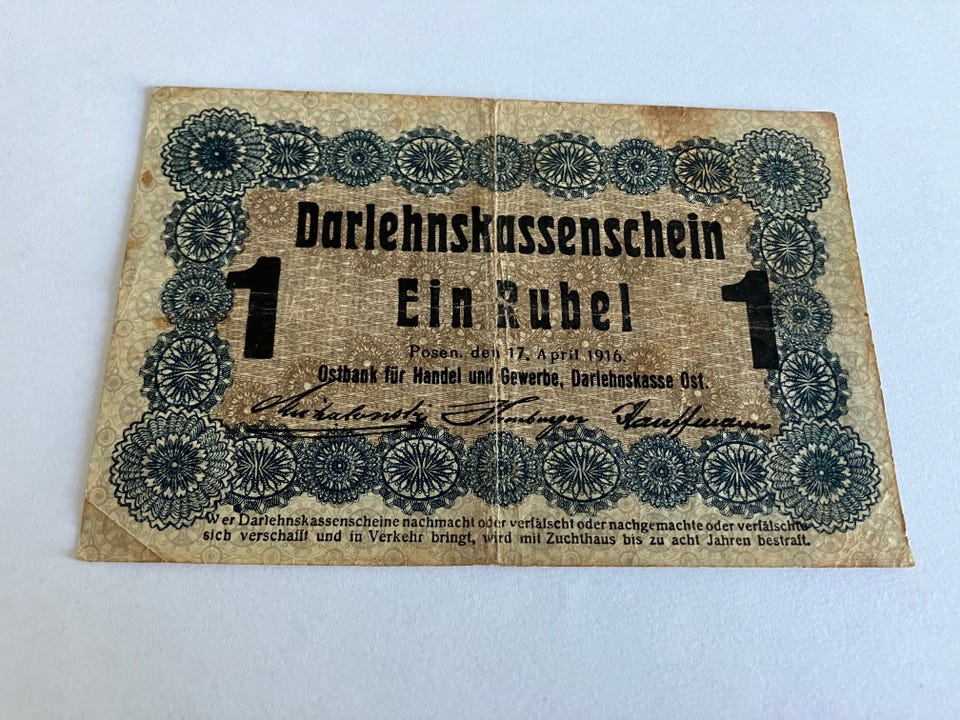 Darlehnskassenschein
1 Ein Rubel 1
Posen, den 17. April 1916.
Ostbank für Handel und Gewerbe, Darlehnskasse Ost.
Kauffmann
Wer Darlehnskassenscheine nachmacht oder verfälscht oder nachgemachte oder verfälschte
sich verschafft und in Verkehr bringt, wird mit Zuchthaus bis zu acht Jahren bestraft.